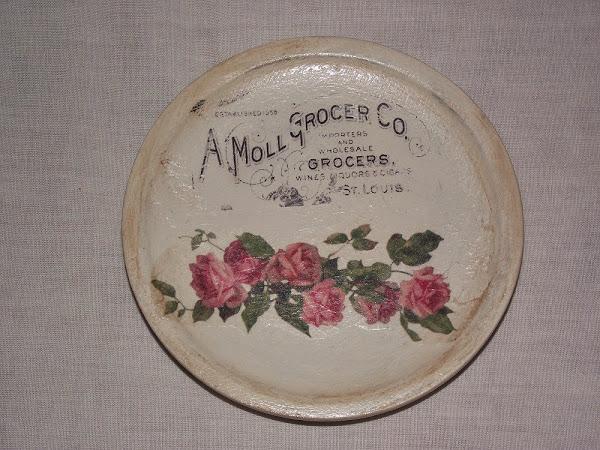 ESTABLISHED 1858
A MOLL GROCER CO.
IMPORTERS
AND
WHOLESALE
GROCERS,
WINES, LIQUORS & CIGARS
ST. LOUIS